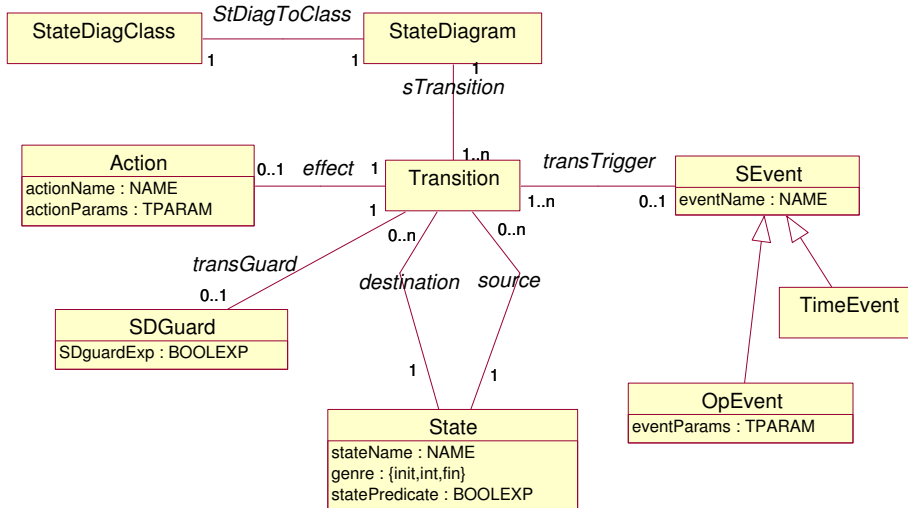 StDiagToClass
StateDiagClass
StateDiagram
1
1
1
sTransition
1..n
Action
actionName : NAME
actionParams : TPARAM
0..1
effect
1
Transition
transTrigger
1..n
0..1
SEvent
eventName : NAME
1
0..n
0..n
transGuard
destination
source
0..1
TimeEvent
SDGuard
SDguardExp : BOOLEXP
1
1
OpEvent
eventParams : TPARAM
State
stateName : NAME
genre : {init,int,fin}
statePredicate : BOOLEXP